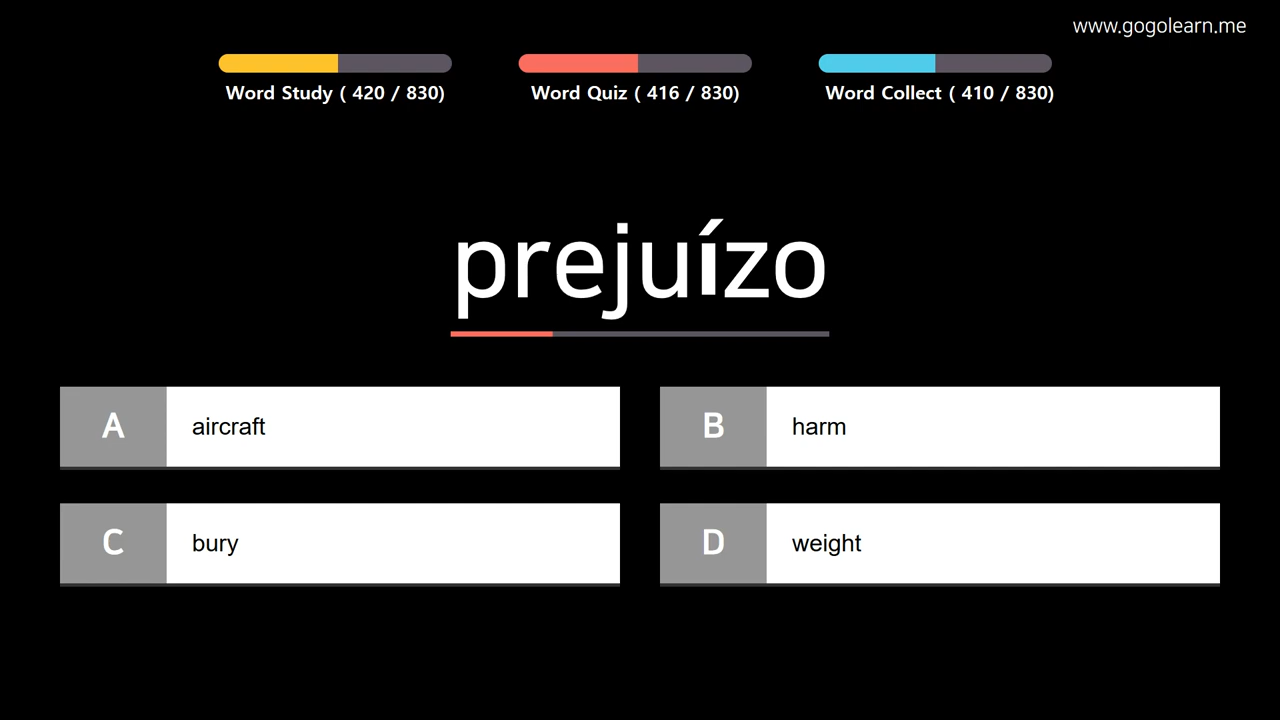 www.gogolearn.me
Word Study ( 420 / 830)
Word Quiz ( 416 / 830)
Word Collect ( 410 / 830)
prejuízo
A aircraft
B harm
C bury
D weight